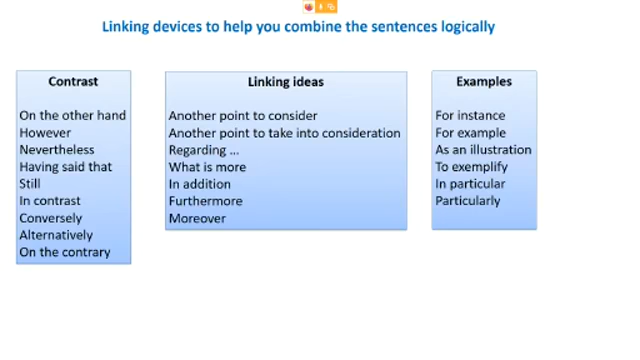 Linking devices to help you combine the sentences logically
Contrast
On the other hand
However
Nevertheless
Having said that
Still
In contrast
Conversely
Alternatively
On the contrary
Linking ideas
Another point to consider
Another point to take into consideration
Regarding ...
What is more
In addition
Furthermore
Moreover
Examples
For instance
For example
As an illustration
To exemplify
In particular
Particularly